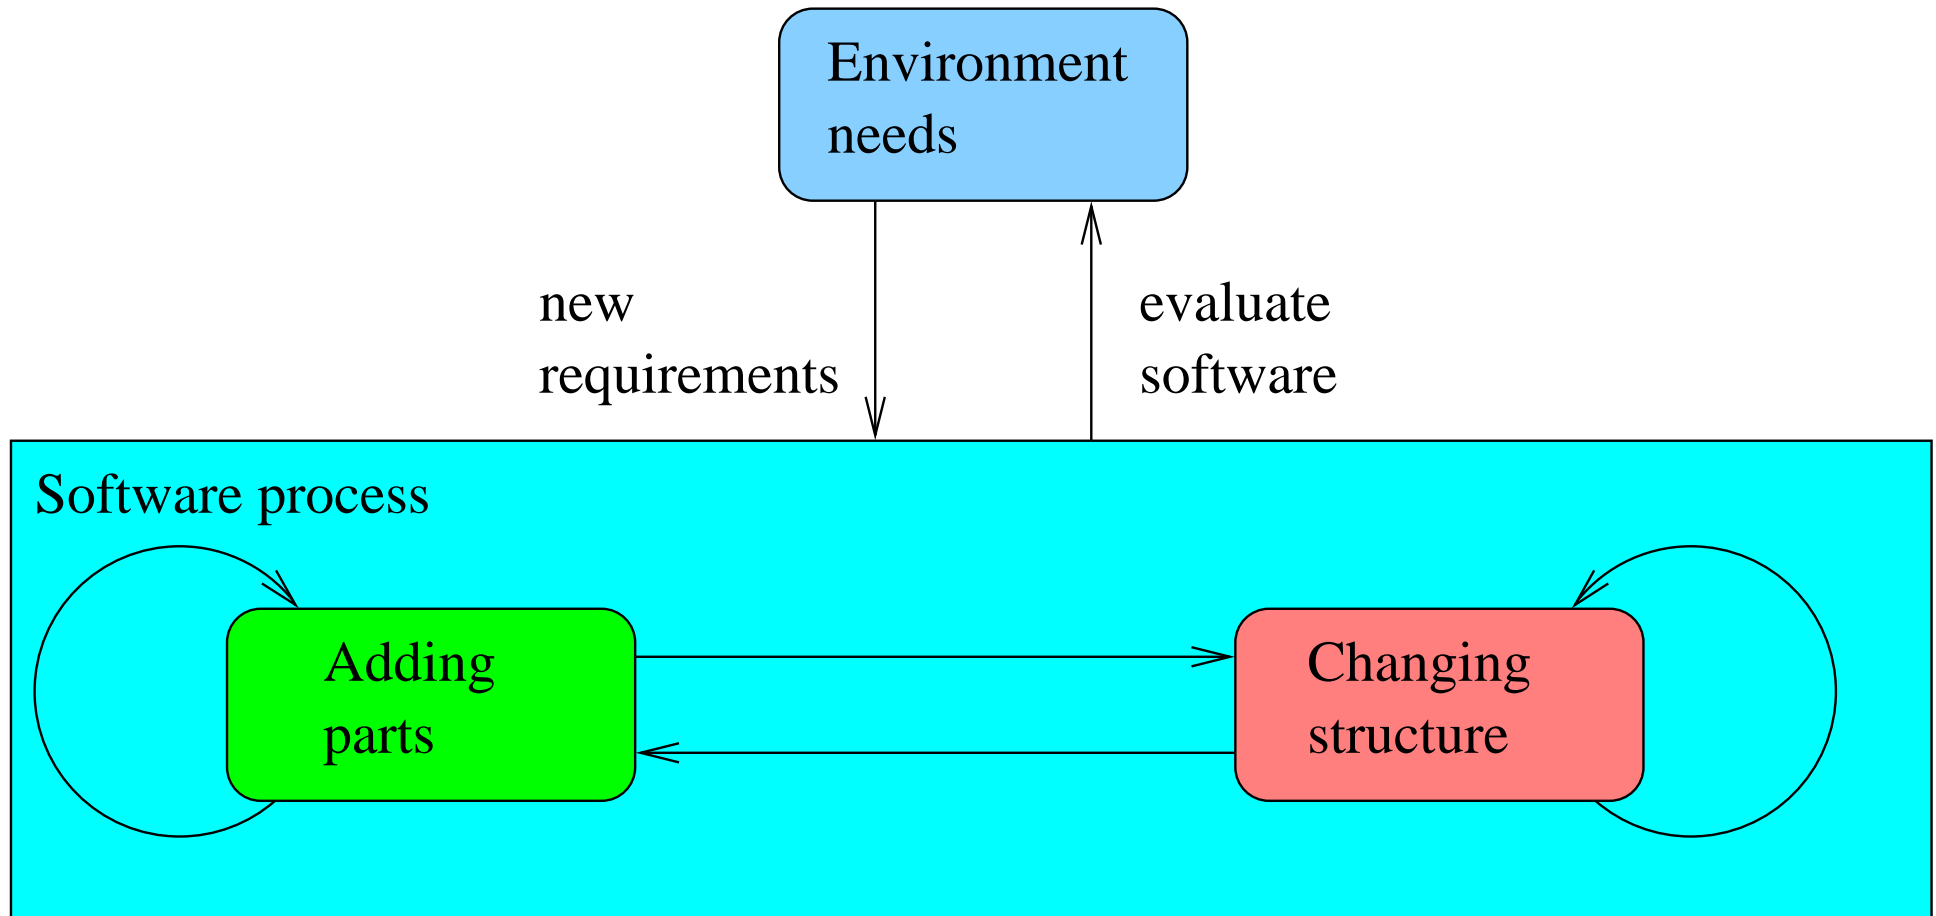 Environment
needs
new
requirements
evaluate
software
Software process
Adding
parts
Changing
structure